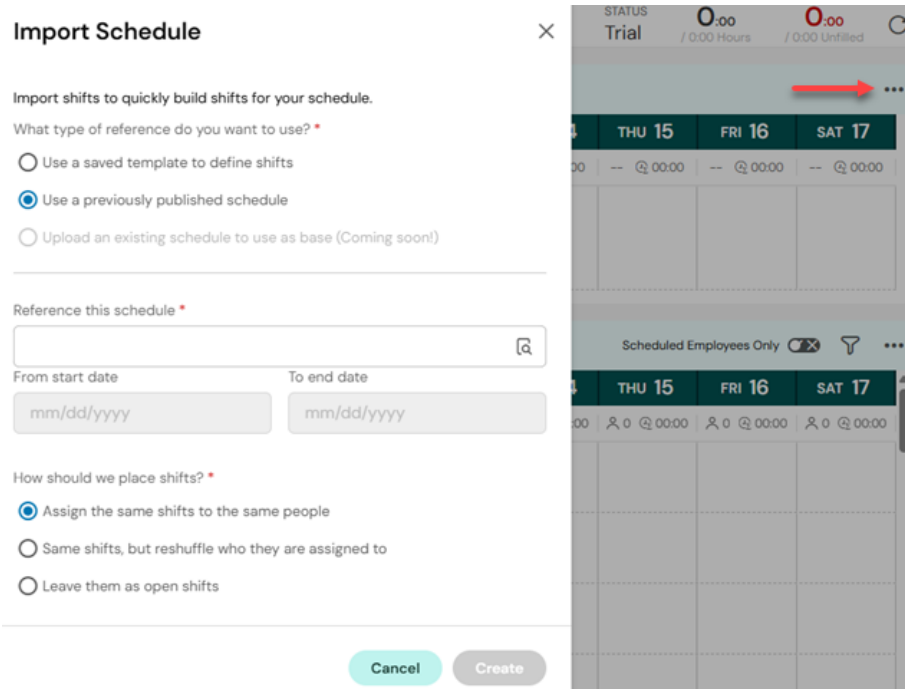 Import Schedule
Import shifts to quickly build shifts for your schedule.
What type of reference do you want to use? *
Use a saved template to define shifts
Use a previously published schedule
Upload an existing schedule to use as base (Coming soon!)
Reference this schedule *
From start date To end date
mm/dd/yyyy mm/dd/yyyy
How should we place shifts? *
Assign the same shifts to the same people
Same shifts, but reshuffle who they are assigned to
Leave them as open shifts
Cancel Create
STATUS
Trial
0:00
/ 0:00 Hours
0:00
/ 0:00 Unfilled
THU 15 FRI 16 SAT 17
-- 00:00 -- 00:00 -- 00:00
Scheduled Employees Only
THU 15 FRI 16 SAT 17
:00 0 00:00 0 00:00 0 00:00